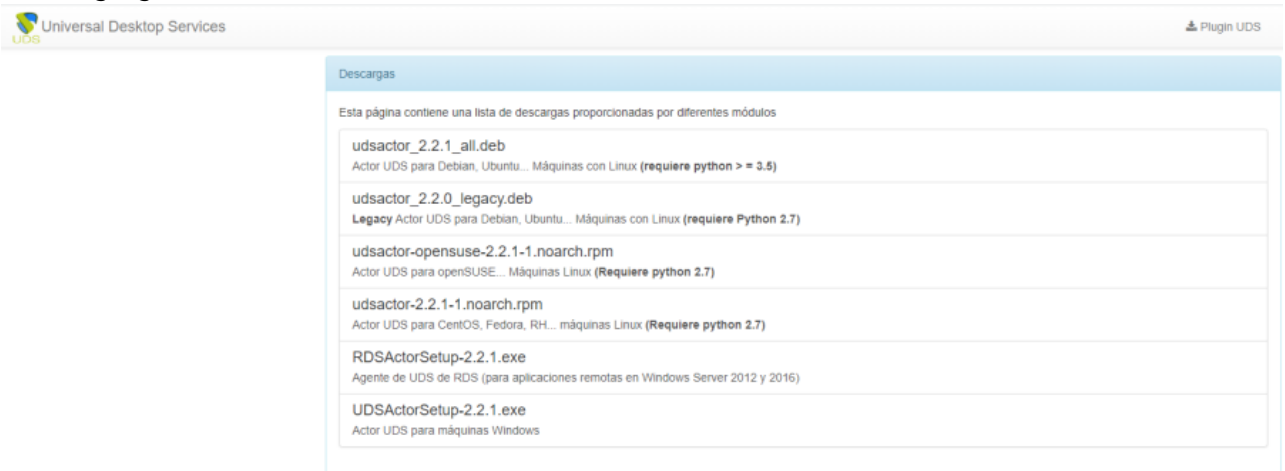 UDS
Universal Desktop Services
Plugin UDS
Descargas
Esta página contiene una lista de descargas proporcionadas por diferentes módulos
udsactor_2.2.1_all.deb
Actor UDS para Debian, Ubuntu... Máquinas con Linux (requiere python > = 3.5)
udsactor_2.2.0_legacy.deb
Legacy Actor UDS para Debian, Ubuntu... Máquinas con Linux (requiere Python 2.7)
udsactor-opensuse-2.2.1-1.noarch.rpm
Actor UDS para openSUSE... Máquinas Linux (Requiere python 2.7)
udsactor-2.2.1-1.noarch.rpm
Actor UDS para CentOS, Fedora, RH... máquinas Linux (Requiere python 2.7)
RDSActorSetup-2.2.1.exe
Agente de UDS de RDS (para aplicaciones remotas en Windows Server 2012 y 2016)
UDSActorSetup-2.2.1.exe
Actor UDS para máquinas Windows